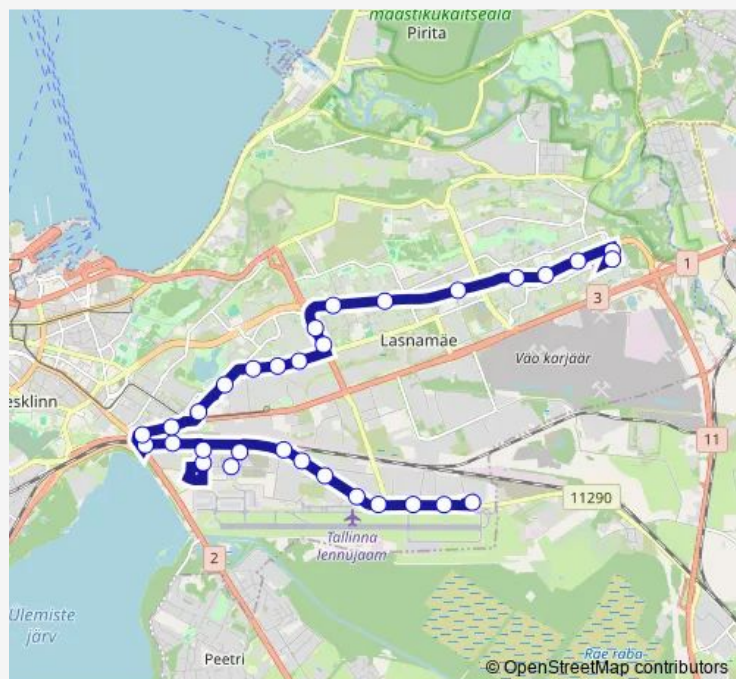 maastikukaitseala
Pirita
1
3
Lasnamäe
Väo karjäär
esklinn
11
11290
Tallinna
lennujaam
2
Ülemiste
järv
Peetri
Rae raba
© OpenStreetMap contributors